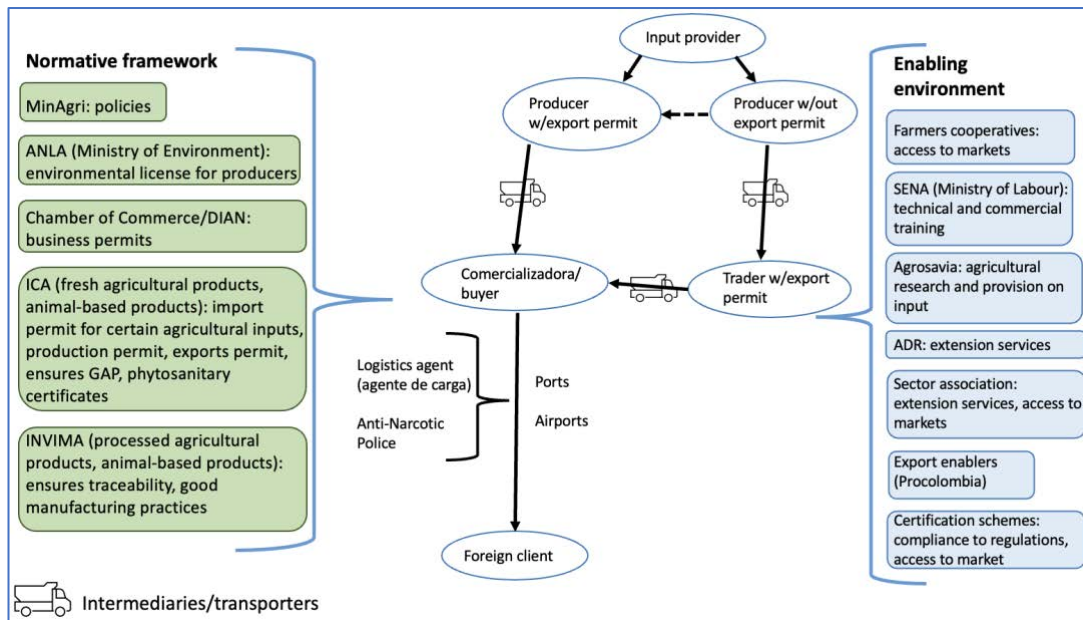 Normative framework
MinAgri: policies
ANLA (Ministry of Environment):
environmental license for producers
Chamber of Commerce/DIAN:
business permits
ICA (fresh agricultural products,
animal-based products): import
permit for certain agricultural inputs,
production permit, exports permit,
ensures GAP, phytosanitary
certificates
INVIMA (processed agricultural
products, animal-based products):
ensures traceability, good
manufacturing practices
Input provider
Producer
w/export permit
Producer w/out
export permit
Comercializadora/
buyer
Trader w/export
permit
Logistics agent
(agente de carga)
Anti-Narcotic
Police
Ports
Airports
Foreign client
Enabling
environment
Farmers cooperatives:
access to markets
SENA (Ministry of Labour):
technical and commercial
training
Agrosavia: agricultural
research and provision on
input
ADR: extension services
Sector association:
extension services, access to
markets
Export enablers
(Procolombia)
Certification schemes:
compliance to regulations,
access to market
Intermediaries/transporters